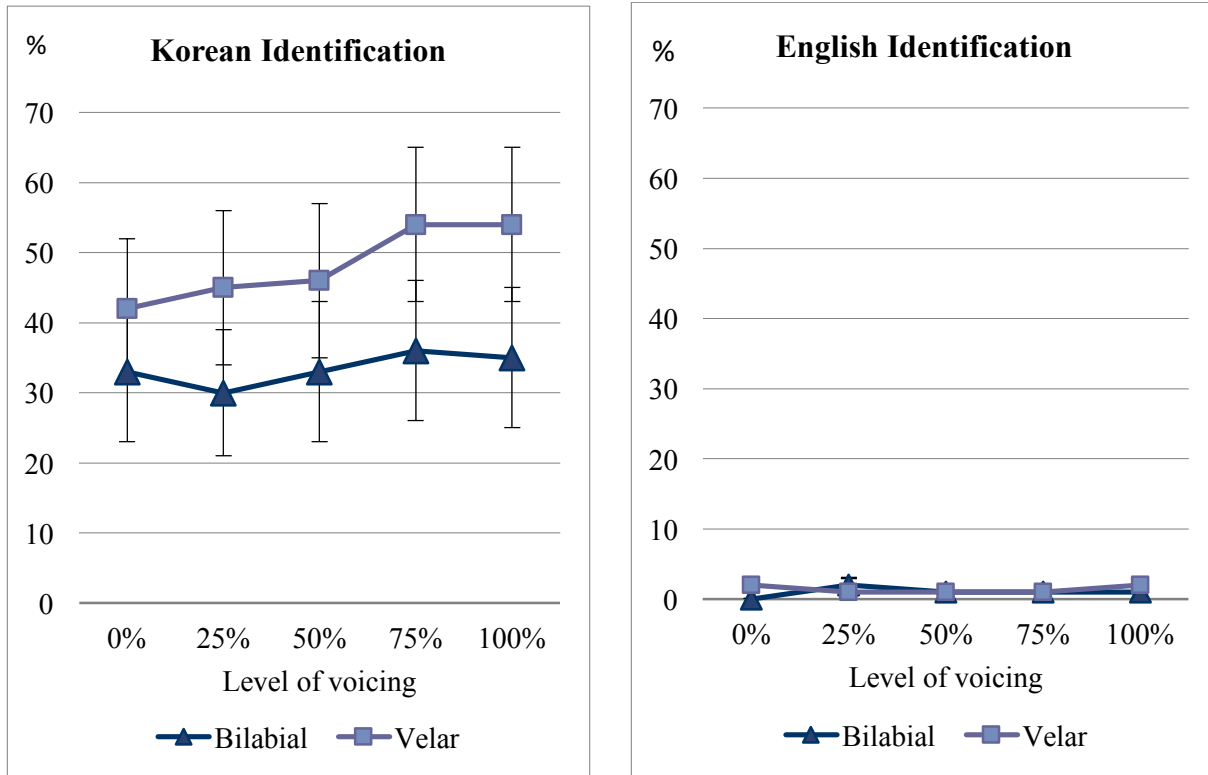 %
Korean Identification
70
60
50
40
30
20
10
0
0% 25% 50% 75% 100%
Level of voicing
Bilabial Velar
%
English Identification
70
60
50
40
30
20
10
0
0% 25% 50% 75% 100%
Level of voicing
Bilabial Velar